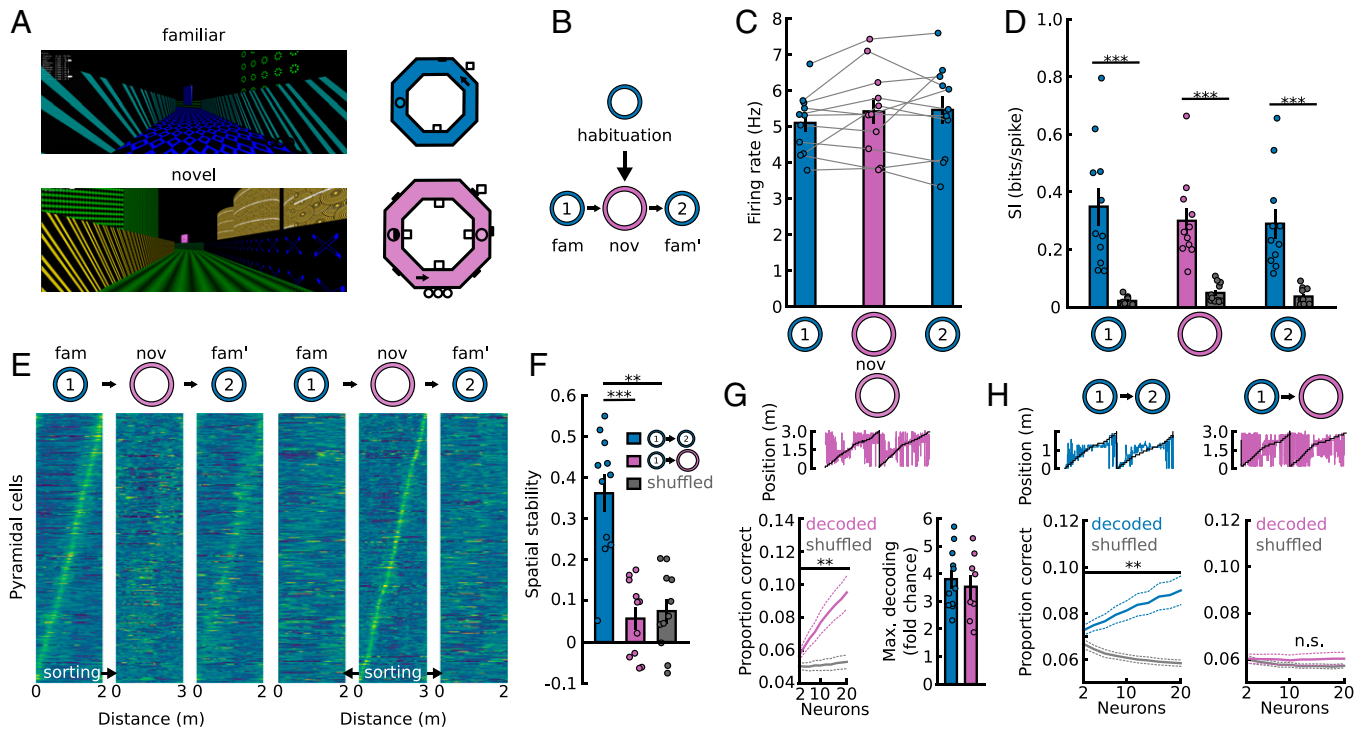 A
familiar
novel
B
habituation
1
2
fam
nov
fam'
C
Firing rate (Hz)
8
7
6
5
4
3
2
1
0
1
2
D
SI (bits/spike)
1.0
0.8
0.6
0.4
0.2
0
***
***
***
1
2
E
fam
nov
fam'
fam
nov
fam'
1
2
1
2
Pyramidal cells
sorting
sorting
0
2
0
3
0
2
0
2
0
3
0
2
Distance (m)
Distance (m)
F
Spatial stability
0.6
0.5
0.4
0.3
0.2
0.1
0
-0.1
**
***
1
2
1
shuffled
G
nov
Position (m)
3.0
1.5
0
Proportion correct
0.14
0.12
0.10
0.08
0.06
0.04
decoded
shuffled
**
2
10
20
Neurons
Max. decoding
(fold chance)
6
5
4
3
2
1
0
H
1
2
1
Position (m)
1
0
3.0
1.5
0
Proportion correct
0.12
0.10
0.08
0.06
decoded
shuffled
**
2
10
20
Neurons
0.12
0.10
0.08
0.06
decoded
shuffled
n.s.
2
10
20
Neurons